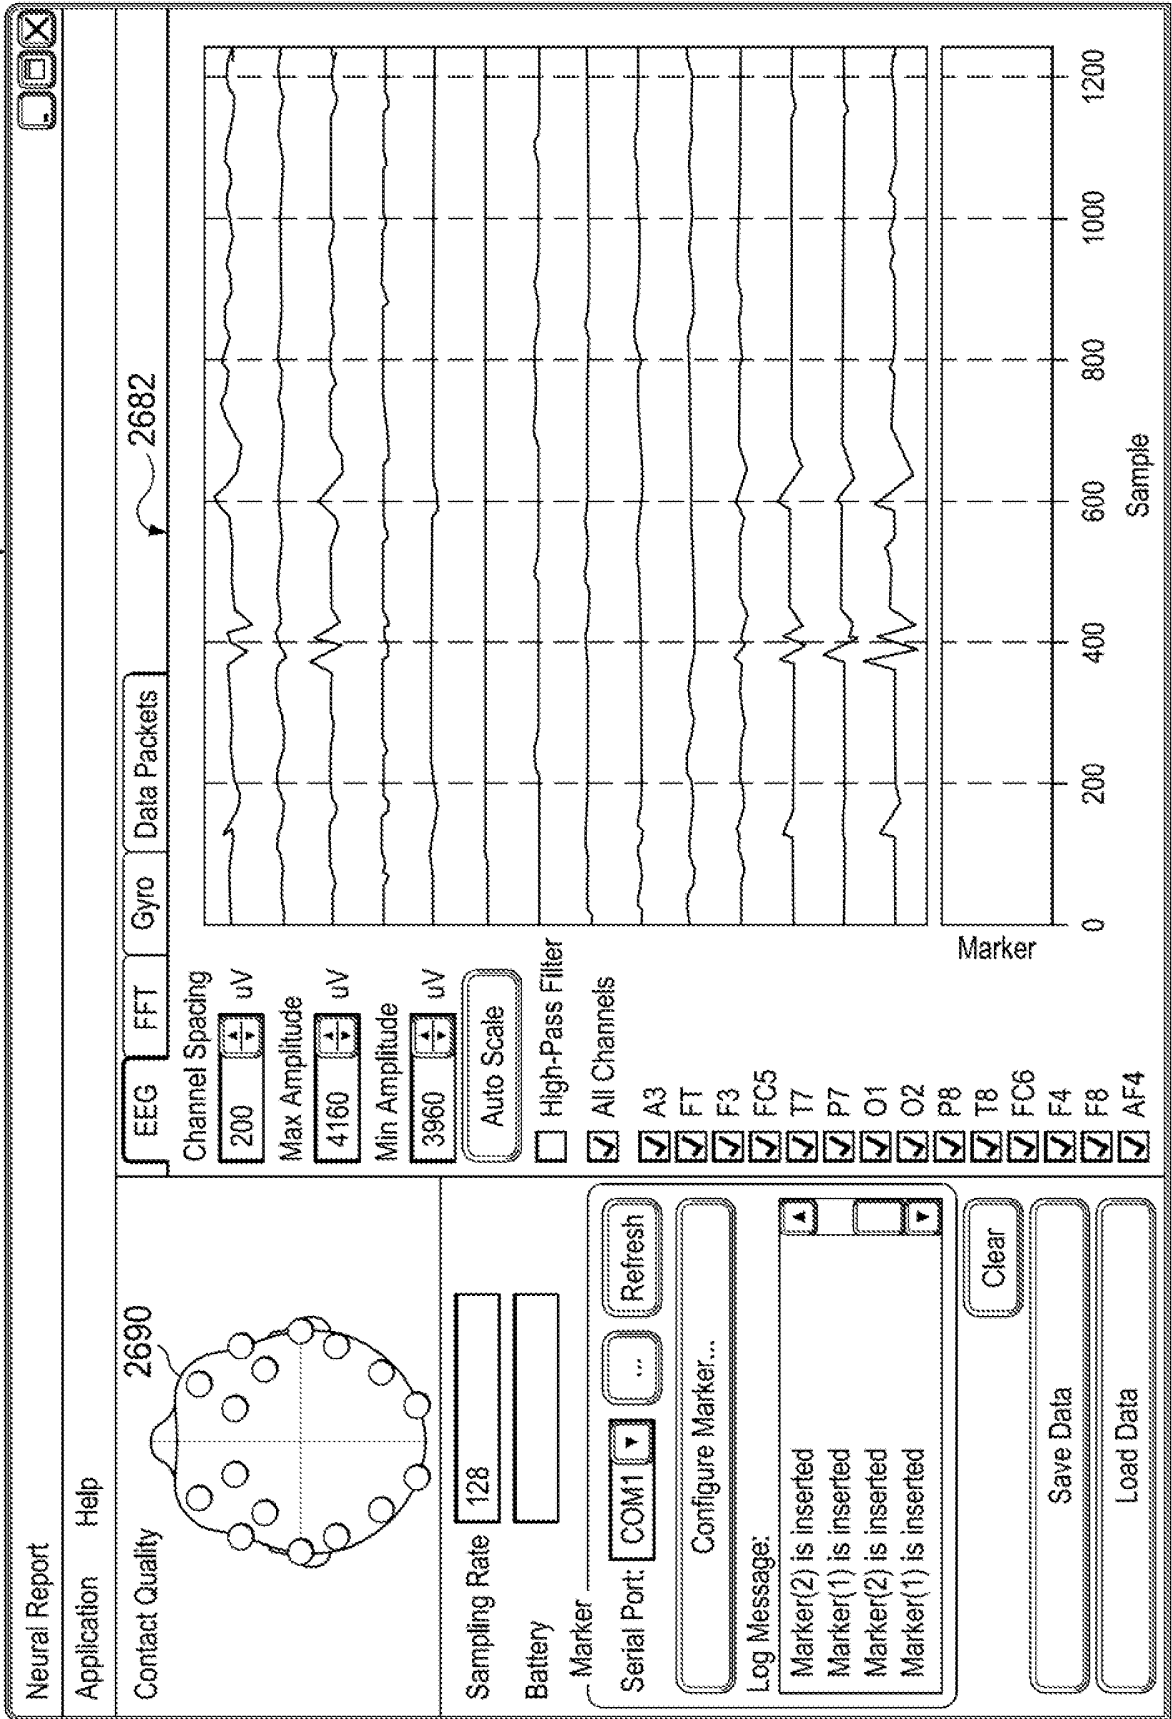 Neural Report
Application Help
Contact Quality
2690
Sampling Rate 128
Battery
Marker
Serial Port: COM1 ... Refresh
Configure Marker...
Log Message:
Marker(2) is inserted
Marker(1) is inserted
Marker(2) is inserted
Marker(1) is inserted
Clear
Save Data
Load Data
EEG FFT Gyro Data Packets
2682
Channel Spacing
200 uV
Max Amplitude
4160 uV
Min Amplitude
3960 uV
Auto Scale
High-Pass Filter
All Channels
A3
FT
F3
FC5
T7
P7
O1
O2
P8
T8
FC6
F4
F8
AF4
Marker
0 200 400 600 800 1000 1200
Sample